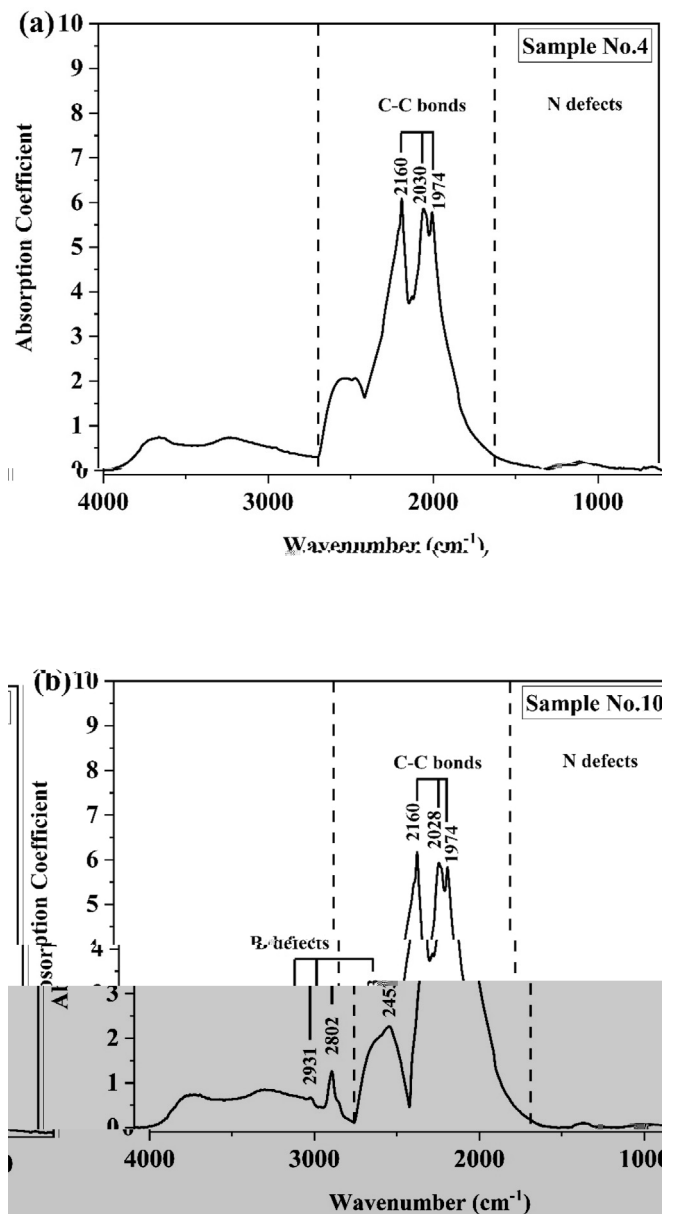 (a)
10
9
8
7
6
5
4
3
2
1
0
Absorption Coefficient
Sample No.4
C-C bonds
N defects
2160
2030
1974
4000 3000 2000 1000
Wavenumber (cm⁻¹)
(b)
10
9
8
7
6
5
4
3
2
1
0
Absorption Coefficient
Sample No.10
C-C bonds
N defects
2160
2028
1974
B-defects
2931
2802
4000 3000 2000 1000
Wavenumber (cm⁻¹)